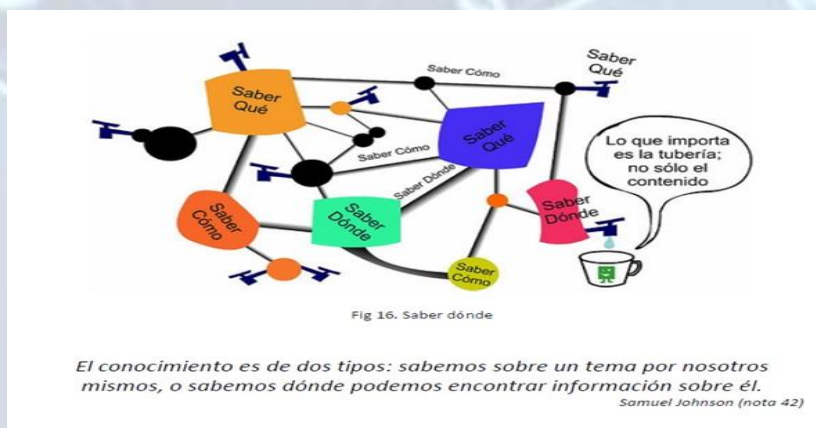 Saber Cómo
Saber
Qué
Saber
Qué
Saber
Qué
Lo que importa
es la tubería;
no sólo el
contenido
Saber Cómo
Saber Dónde
Saber
Cómo
Saber
Dónde
Saber
Dónde
Saber
Cómo
Fig 16. Saber dónde
El conocimiento es de dos tipos: sabemos sobre un tema por nosotros
mismos, o sabemos dónde podemos encontrar información sobre él.
Samuel Johnson (nota 42)